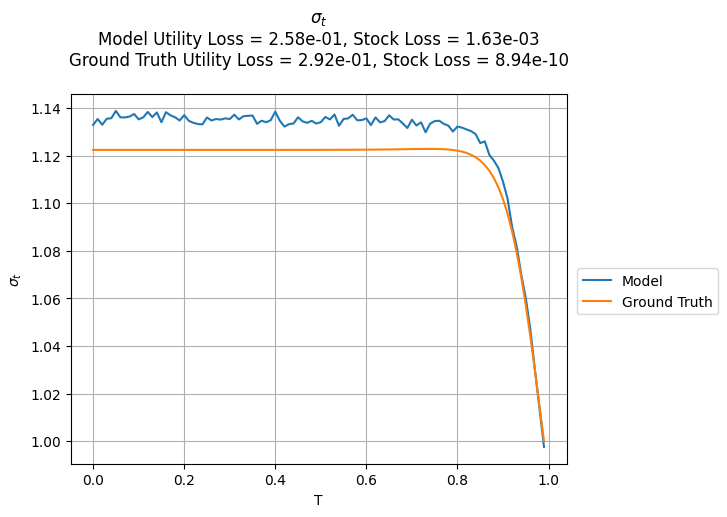 σ_t
Model Utility Loss = 2.58e-01, Stock Loss = 1.63e-03
Ground Truth Utility Loss = 2.92e-01, Stock Loss = 8.94e-10
1.14
1.12
1.10
1.08
1.06
1.04
1.02
1.00
σ_t
0.0 0.2 0.4 0.6 0.8 1.0
T
Model
Ground Truth